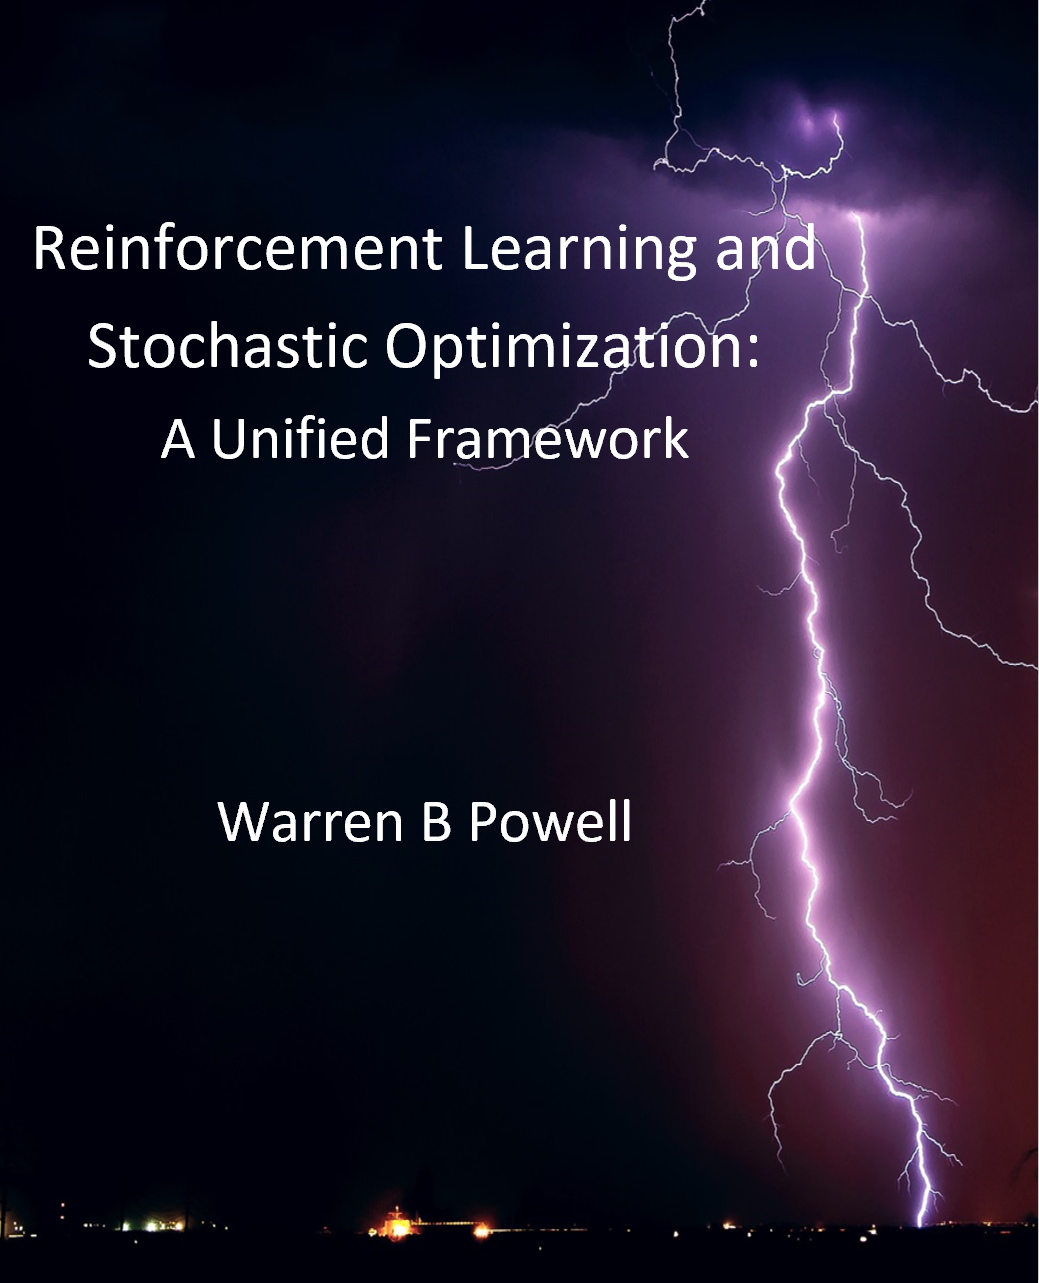 Reinforcement Learning and
Stochastic Optimization:
A Unified Framework
Warren B Powell